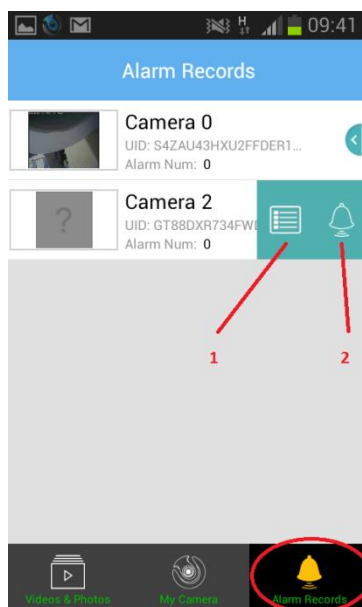 H 09:41
Alarm Records
Camera 0
UID: S4ZAU43HXU2FFDER1...
Alarm Num: 0
?
Camera 2
UID: GT88DXR734FW
Alarm Num: 0
1 2
Videos & Photos My Camera Alarm Records